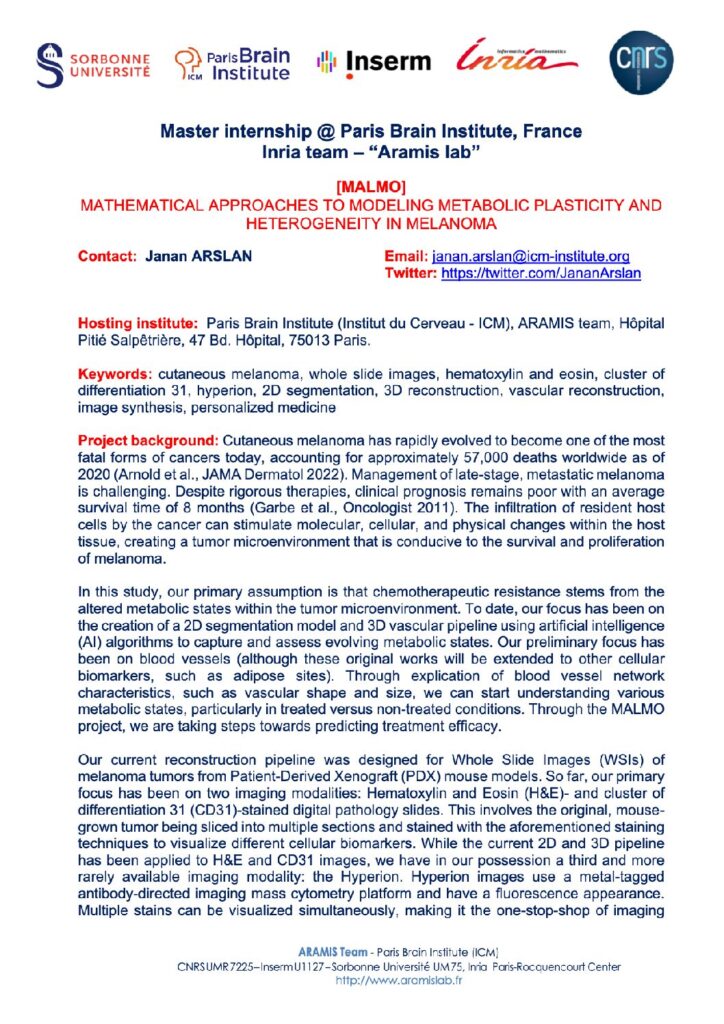 SORBONNE UNIVERSITÉ
ICM Paris Brain Institute
Inserm
informatics mathematics
Inria
cnrs
Master internship @ Paris Brain Institute, France
Inria team – “Aramis lab”
[MALMO]
MATHEMATICAL APPROACHES TO MODELING METABOLIC PLASTICITY AND
HETEROGENEITY IN MELANOMA
Contact: Janan ARSLAN
Email: janan.arslan@icm-institute.org
Twitter: https://twitter.com/JananArslan
Hosting institute: Paris Brain Institute (Institut du Cerveau - ICM), ARAMIS team, Hôpital
Pitié Salpêtrière, 47 Bd. Hôpital, 75013 Paris.
Keywords: cutaneous melanoma, whole slide images, hematoxylin and eosin, cluster of
differentiation 31, hyperion, 2D segmentation, 3D reconstruction, vascular reconstruction,
image synthesis, personalized medicine
Project background: Cutaneous melanoma has rapidly evolved to become one of the most
fatal forms of cancers today, accounting for approximately 57,000 deaths worldwide as of
2020 (Arnold et al., JAMA Dermatol 2022). Management of late-stage, metastatic melanoma
is challenging. Despite rigorous therapies, clinical prognosis remains poor with an average
survival time of 8 months (Garbe et al., Oncologist 2011). The infiltration of resident host
cells by the cancer can stimulate molecular, cellular, and physical changes within the host
tissue, creating a tumor microenvironment that is conducive to the survival and proliferation
of melanoma.
In this study, our primary assumption is that chemotherapeutic resistance stems from the
altered metabolic states within the tumor microenvironment. To date, our focus has been on
the creation of a 2D segmentation model and 3D vascular pipeline using artificial intelligence
(AI) algorithms to capture and assess evolving metabolic states. Our preliminary focus has
been on blood vessels (although these original works will be extended to other cellular
biomarkers, such as adipose sites). Through explication of blood vessel network
characteristics, such as vascular shape and size, we can start understanding various
metabolic states, particularly in treated versus non-treated conditions. Through the MALMO
project, we are taking steps towards predicting treatment efficacy.
Our current reconstruction pipeline was designed for Whole Slide Images (WSIs) of
melanoma tumors from Patient-Derived Xenograft (PDX) mouse models. So far, our primary
focus has been on two imaging modalities: Hematoxylin and Eosin (H&E)- and cluster of
differentiation 31 (CD31)-stained digital pathology slides. This involves the original, mouse-
grown tumor being sliced into multiple sections and stained with the aforementioned staining
techniques to visualize different cellular biomarkers. While the current 2D and 3D pipeline
has been applied to H&E and CD31 images, we have in our possession a third and more
rarely available imaging modality: the Hyperion. Hyperion images use a metal-tagged
antibody-directed imaging mass cytometry platform and have a fluorescence appearance.
Multiple stains can be visualized simultaneously, making it the one-stop-shop of imaging
ARAMIS Team - Paris Brain Institute (ICM)
CNRS UMR 7225 – Inserm U1127 – Sorbonne Université UM 75, Inria Paris-Rocquencourt Center
http://www.aramislab.fr